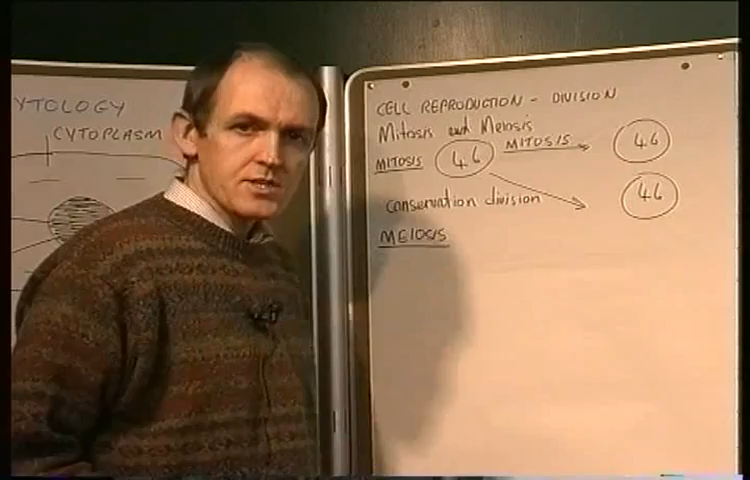 YTOLOGY
CYTOPLASM
CELL REPRODUCTION - DIVISION
Mitosis and Meiosis
MITOSIS 46 MITOSIS 46
46
conservation division
MEIOSIS